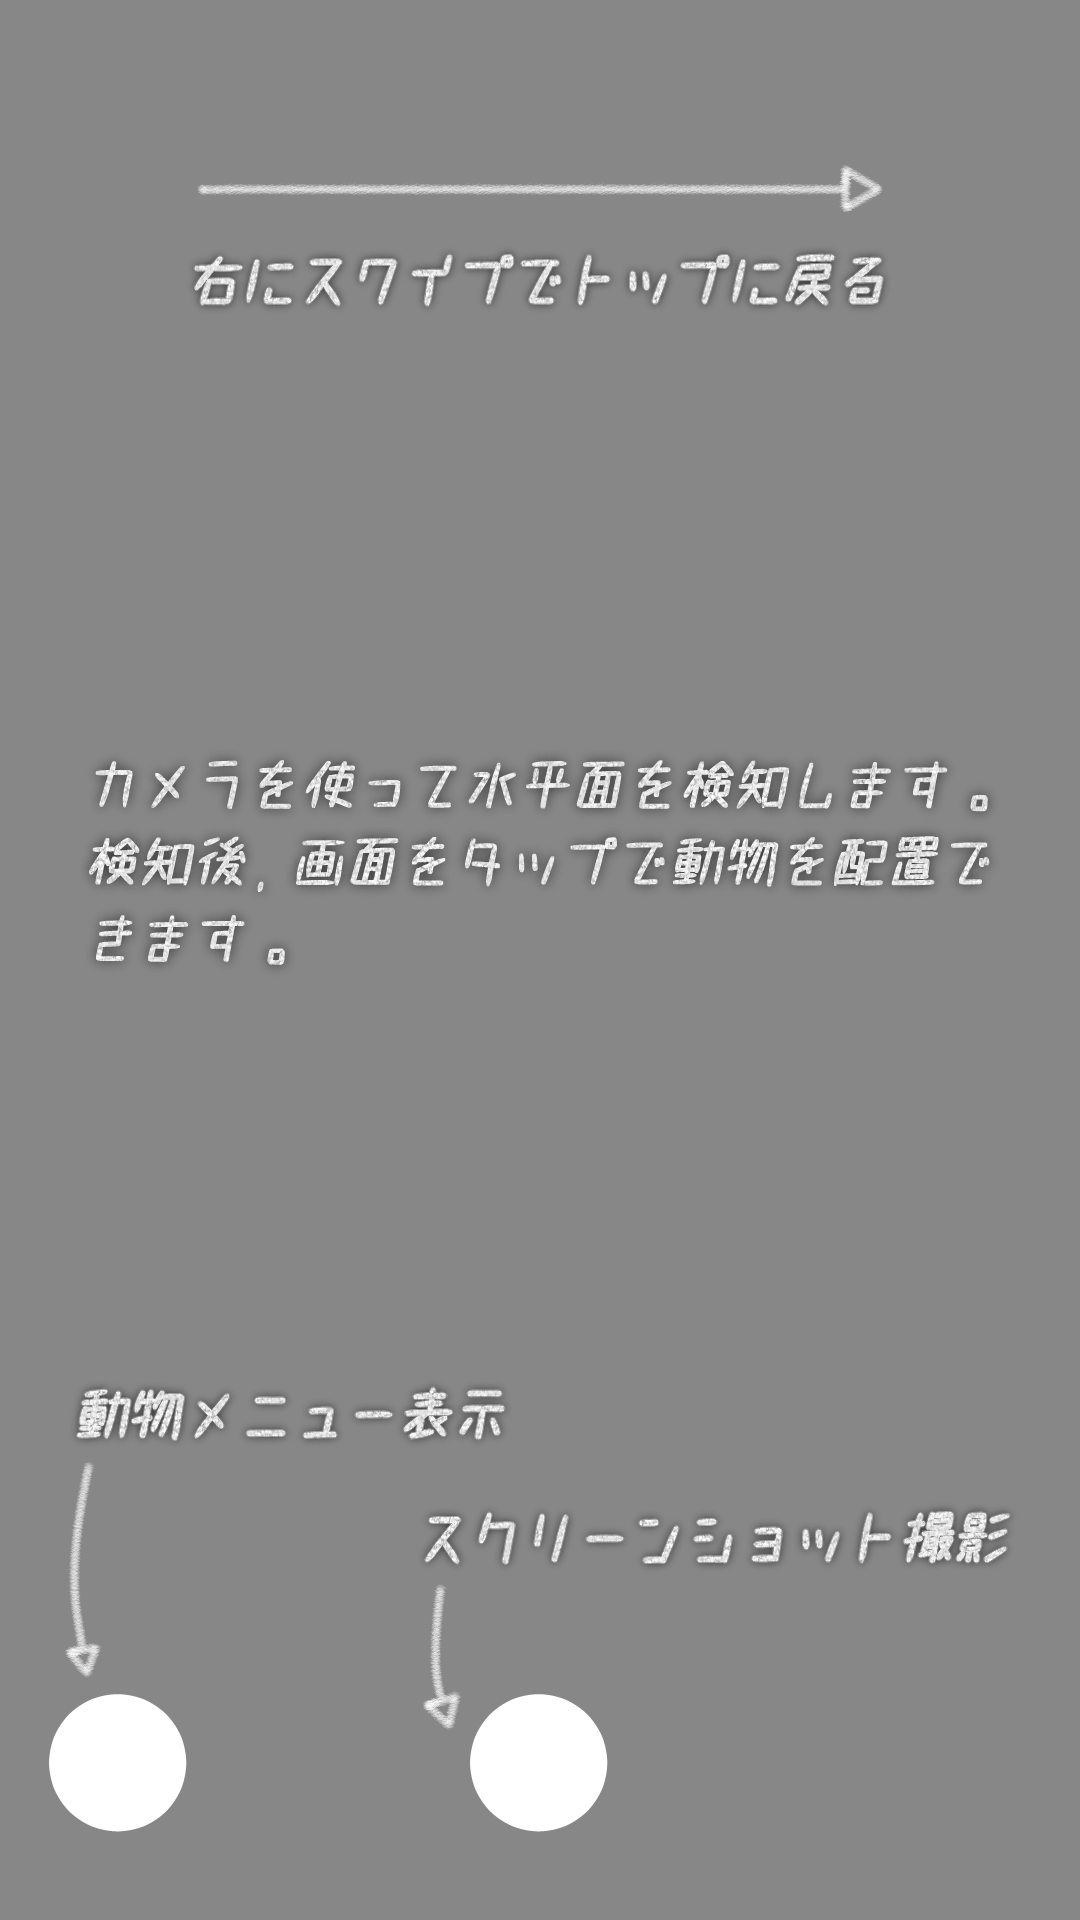 右にスワイプでトップに戻る
カメラを使って水平面を検知します。
検知後，画面をタップで動物を配置で
きます。
動物メニュー表示
スクリーンショット撮影